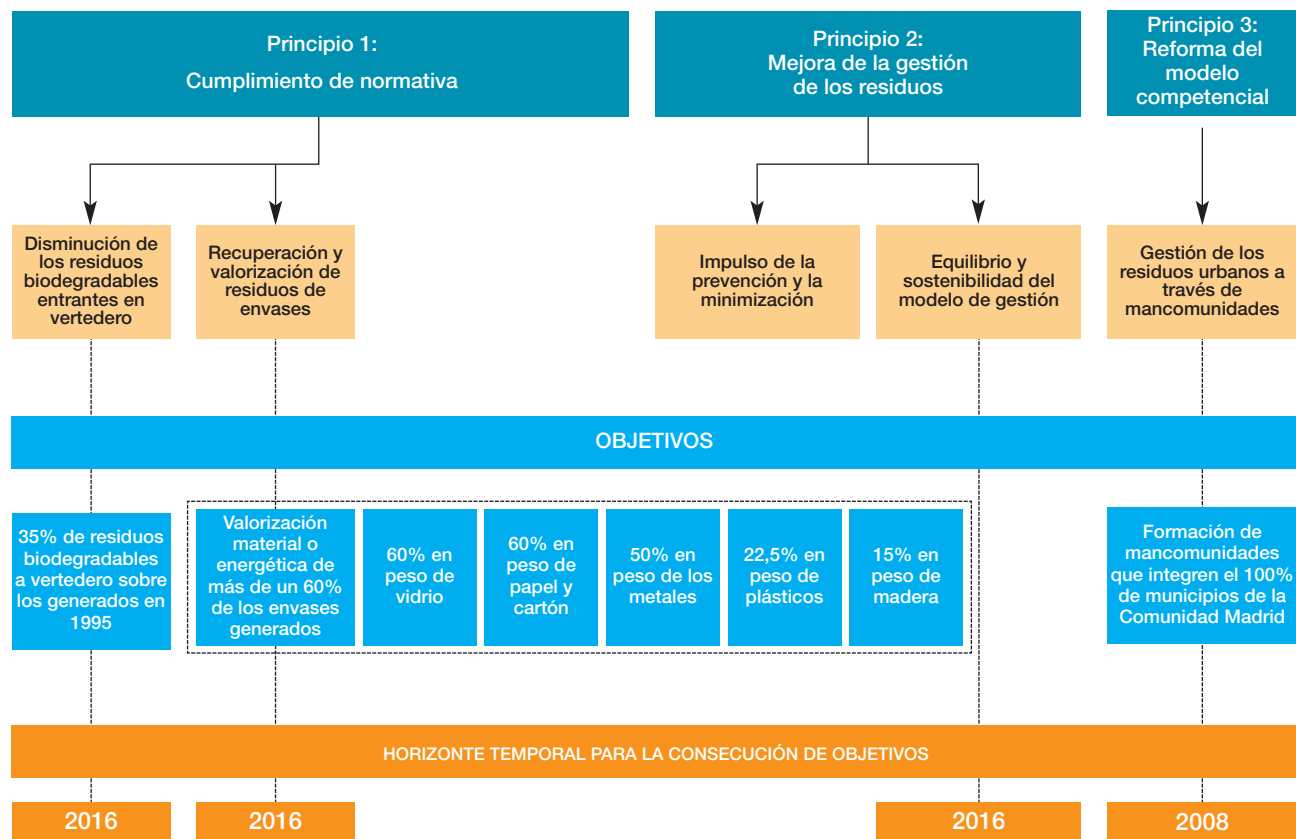 Principio 1:
Cumplimiento de normativa
Principio 2:
Mejora de la gestión
de los residuos
Principio 3:
Reforma del
modelo
competencial
Disminución de
los residuos
biodegradables
entrantes en
vertedero
Recuperación y
valorización de
residuos de
envases
Impulso de la
prevención y la
minimización
Equilibrio y
sostenibilidad del
modelo de gestión
Gestión de los
residuos urbanos a
través de
mancomunidades
OBJETIVOS
35% de residuos
biodegradables
a vertedero sobre
los generados en
1995
Valorización
material o
energética de
más de un 60%
de los envases
generados
60% en
peso de
vidrio
60% en
peso de
papel y
cartón
50% en
peso de los
metales
22,5% en
peso de
plásticos
15% en
peso de
madera
Formación de
mancomunidades
que integren el 100%
de municipios de la
Comunidad Madrid
HORIZONTE TEMPORAL PARA LA CONSECUCIÓN DE OBJETIVOS
2016
2016
2016
2008